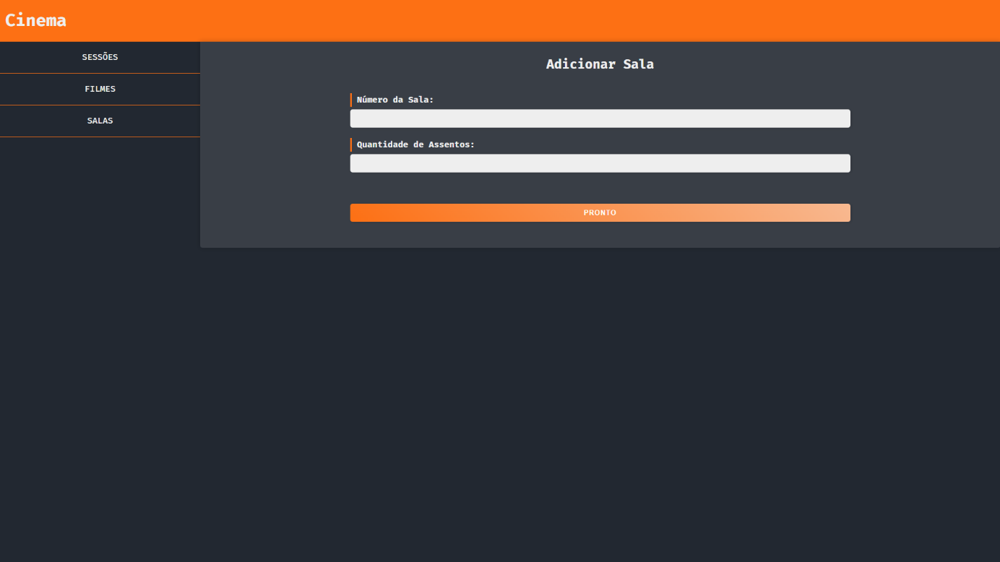 Cinema
SESSÕES
FILMES
SALAS
Adicionar Sala
Número da Sala:
Quantidade de Assentos:
PRONTO